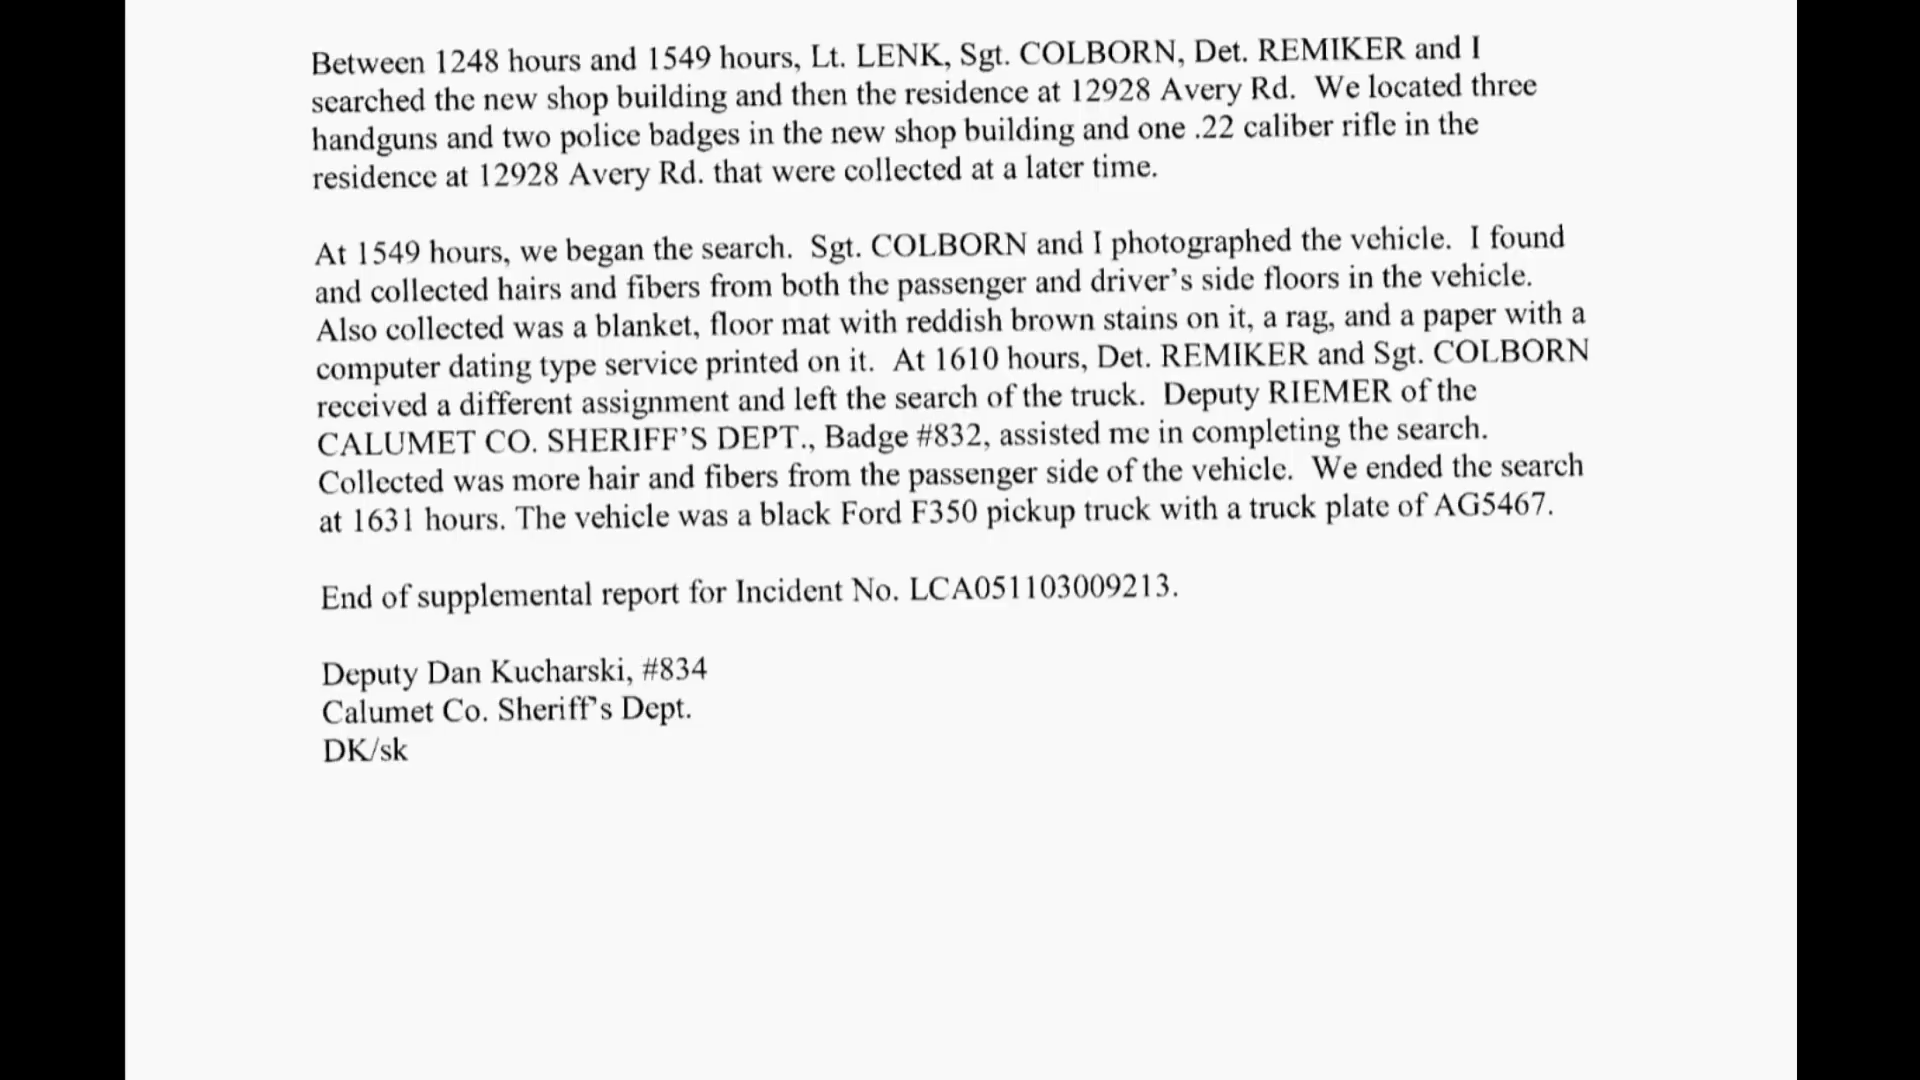 Between 1248 hours and 1549 hours, Lt. LENK, Sgt. COLBORN, Det. REMIKER and I
searched the new shop building and then the residence at 12928 Avery Rd.  We located three
handguns and two police badges in the new shop building and one .22 caliber rifle in the
residence at 12928 Avery Rd. that were collected at a later time.
At 1549 hours, we began the search.  Sgt. COLBORN and I photographed the vehicle.  I found
and collected hairs and fibers from both the passenger and driver's side floors in the vehicle.
Also collected was a blanket, floor mat with reddish brown stains on it, a rag, and a paper with a
computer dating type service printed on it.  At 1610 hours, Det. REMIKER and Sgt. COLBORN
received a different assignment and left the search of the truck.  Deputy RIEMER of the
CALUMET CO. SHERIFF'S DEPT., Badge #832, assisted me in completing the search.
Collected was more hair and fibers from the passenger side of the vehicle.  We ended the search
at 1631 hours. The vehicle was a black Ford F350 pickup truck with a truck plate of AG5467.
End of supplemental report for Incident No. LCA051103009213.
Deputy Dan Kucharski, #834
Calumet Co. Sheriff's Dept.
DK/sk